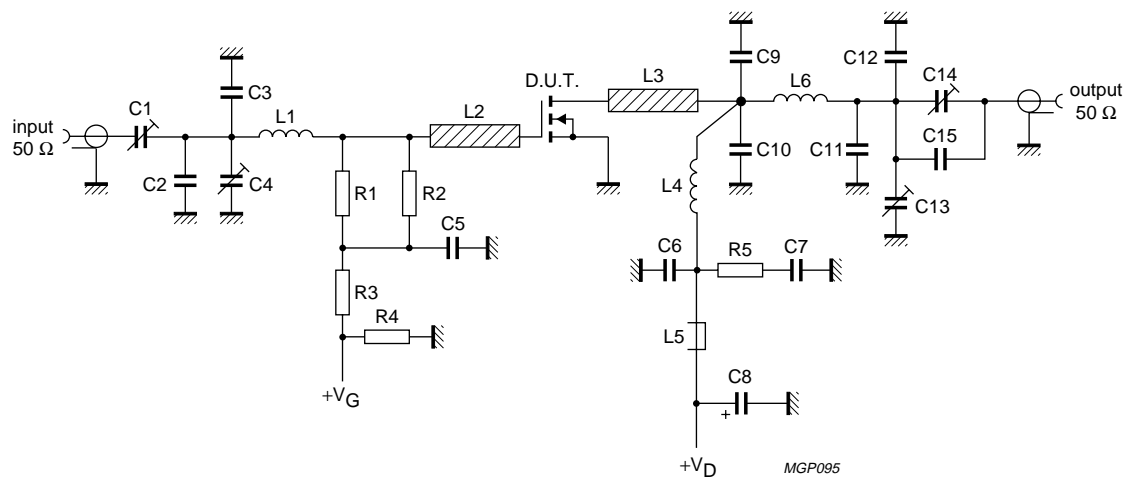 C9
C12
D.U.T.
L3
L6
C14
output
50 Ω
C3
C1
L1
input
50 Ω
L2
C15
C10
C11
C2
C4
L4
C13
R1
R2
C5
C6
R5
C7
R3
R4
L5
+VG
C8
+
+VD
MGP095